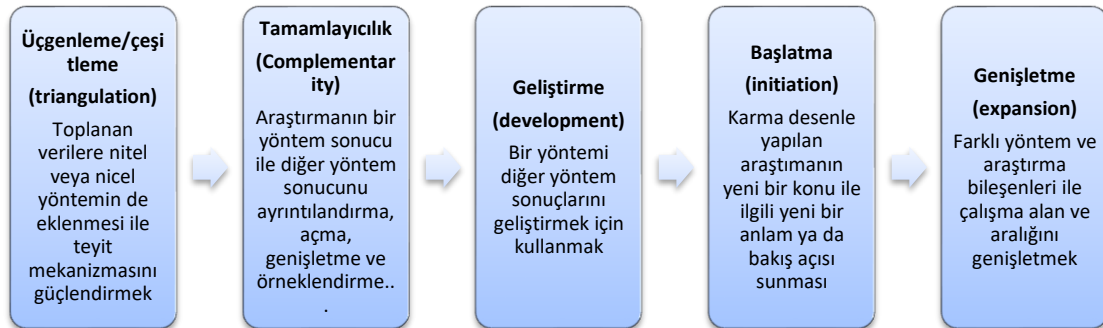 Üçgenleme/çeşi
tleme
(triangulation)
Toplanan
verilere nitel
veya nicel
yöntemin de
eklenmesi ile
teyit
mekanizmasını
güçlendirmek
Tamamlayıcılık
(Complementar
ity)
Araştırmanın bir
yöntem sonucu
ile diğer yöntem
sonucunu
ayrıntılandırma,
açma,
genişletme ve
örneklendirme..
.
Geliştirme
(development)
Bir yöntemi
diğer yöntem
sonuçlarını
geliştirmek için
kullanmak
Başlatma
(initiation)
Karma desenle
yapılan
araştımanın
yeni bir konu ile
ilgili yeni bir
anlam ya da
bakış açısı
sunması
Genişletme
(expansion)
Farklı yöntem ve
araştırma
bileşenleri ile
çalışma alan ve
aralığını
genişletmek